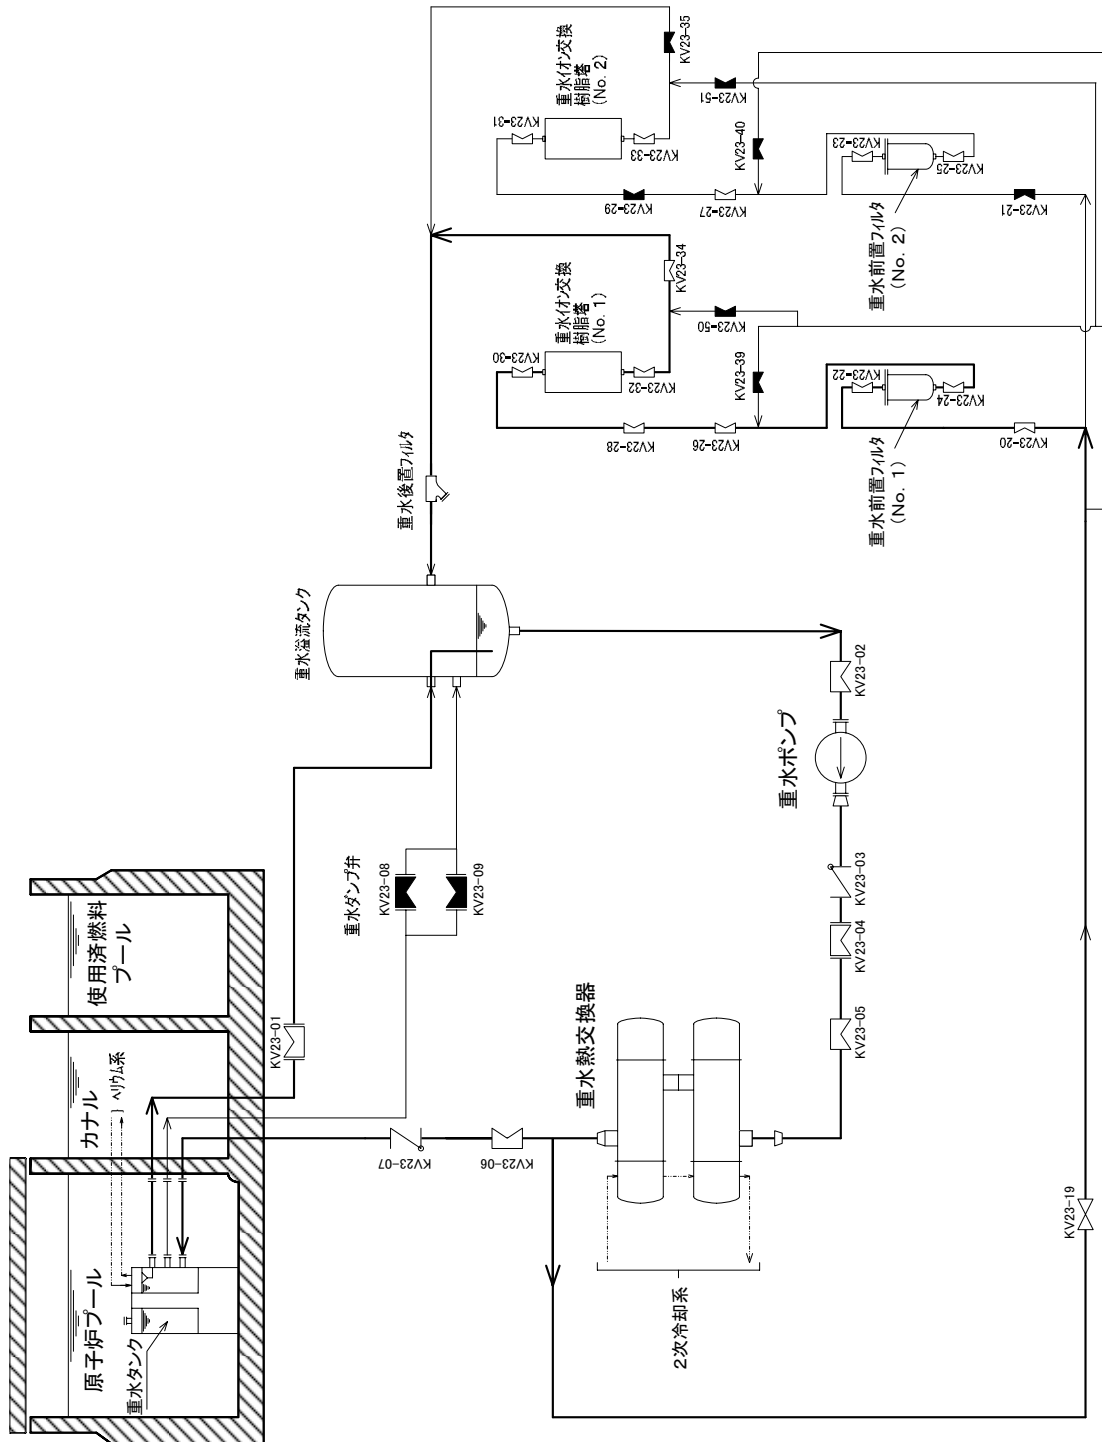 使用済燃料
プール
カナル
ヘリウム系
原子炉プール
重水タンク
KV23-01
重水ダンプ弁
KV23-08
KV23-09
KV23-07
KV23-06
重水溢流タンク
重水後置フィルタ
重水熱交換器
2次冷却系
重水ポンプ
KV23-02
KV23-03
KV23-04
KV23-05
KV23-19
重水イオン交換
樹脂塔
(No. 1)
KV23-30
KV23-32
KV23-34
KV23-28
KV23-26
KV23-39
KV23-50
KV23-22
KV23-24
KV23-20
重水前置フィルタ
(No. 1)
重水イオン交換
樹脂塔
(No. 2)
KV23-31
KV23-33
KV23-35
KV23-51
KV23-29
KV23-27
KV23-40
KV23-23
KV23-25
KV23-21
重水前置フィルタ
(No. 2)